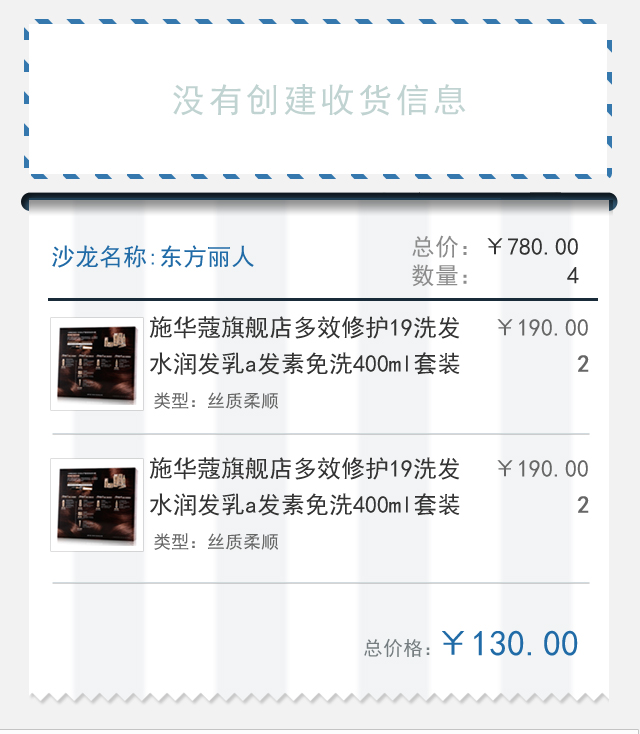 没有创建收货信息
沙龙名称:东方丽人
总价: ￥780.00
数量: 4
施华蔻旗舰店多效修护19洗发 ￥190.00
水润发乳a发素免洗400ml套装 2
类型: 丝质柔顺
施华蔻旗舰店多效修护19洗发 ￥190.00
水润发乳a发素免洗400ml套装 2
类型: 丝质柔顺
总价格: ￥130.00